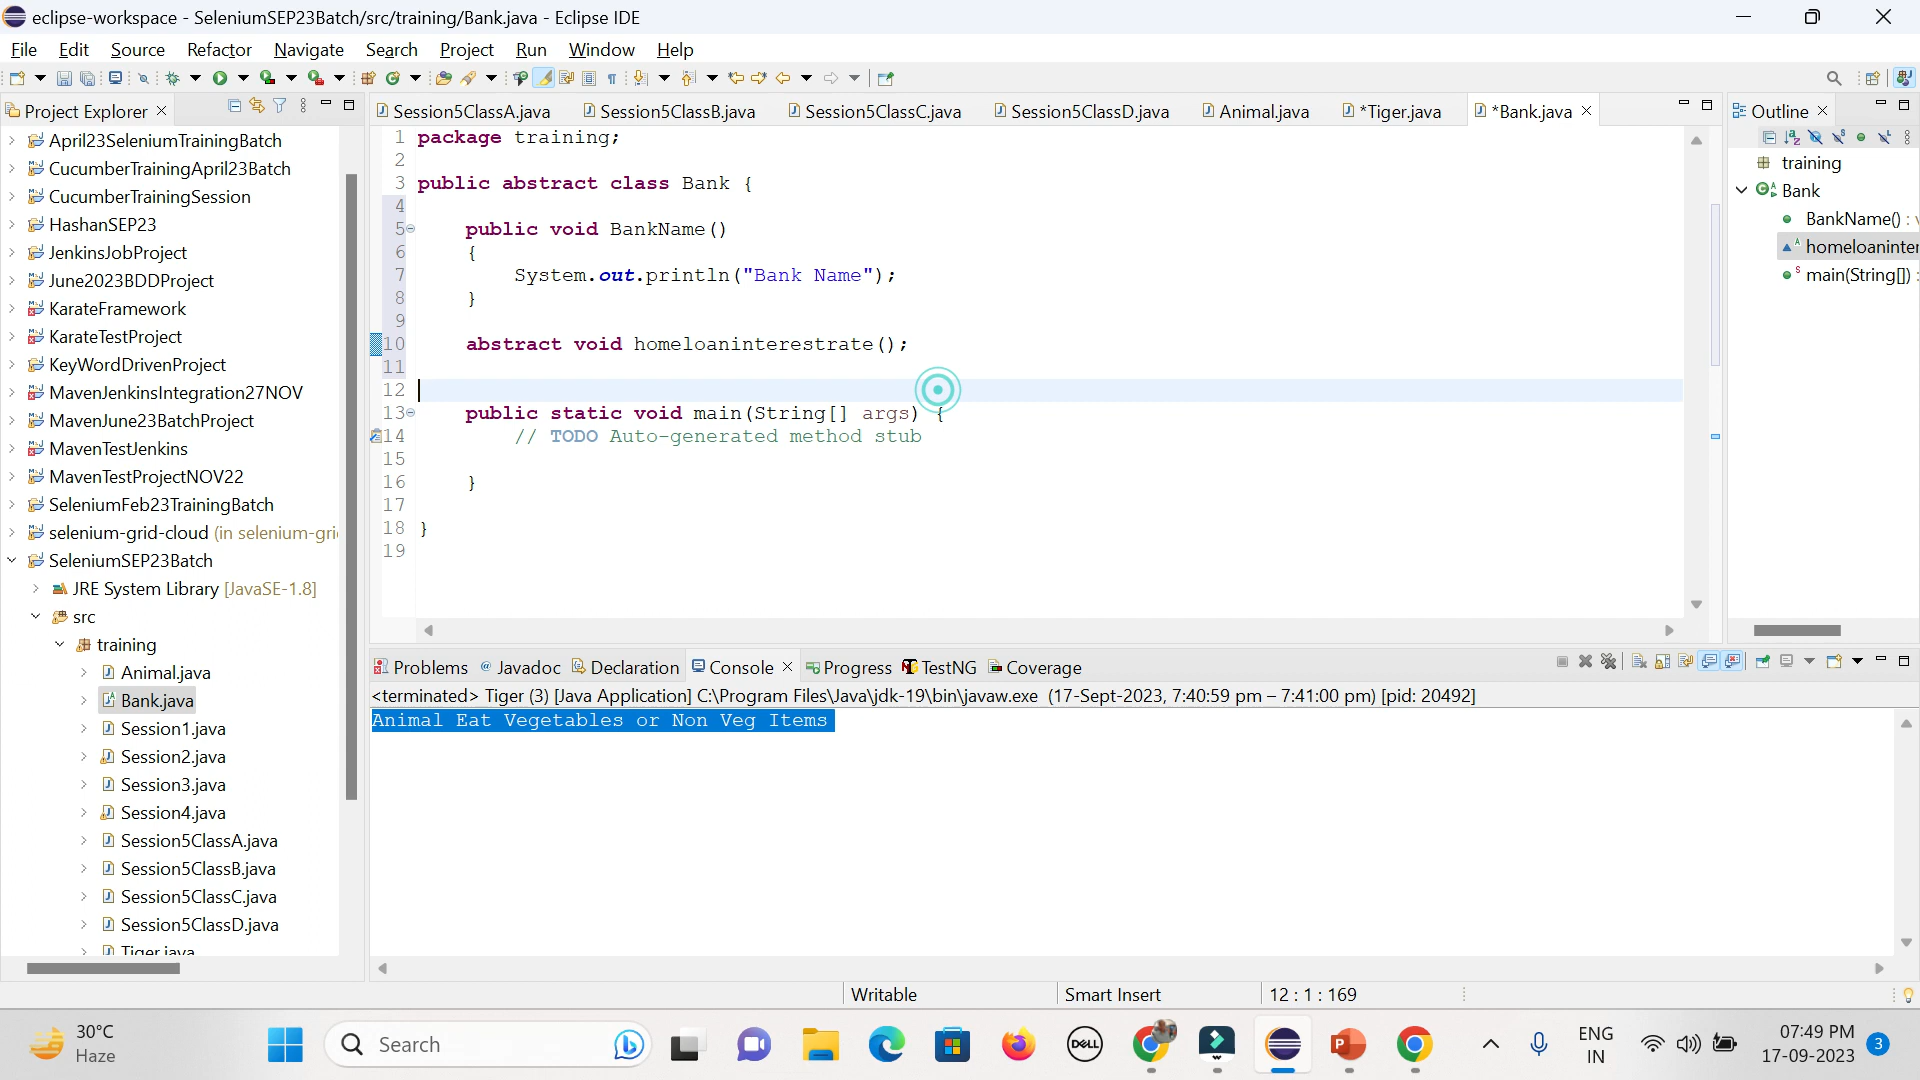 eclipse-workspace - SeleniumSEP23Batch/src/training/Bank.java - Eclipse IDE
File Edit Source Refactor Navigate Search Project Run Window Help
Project Explorer
April23SeleniumTrainingBatch
CucumberTrainingApril23Batch
CucumberTrainingSession
HashanSEP23
JenkinsJobProject
June2023BDDProject
KarateFramework
KarateTestProject
KeyWordDrivenProject
MavenJenkinsIntegration27NOV
MavenJune23BatchProject
MavenTestJenkins
MavenTestProjectNOV22
SeleniumFeb23TrainingBatch
selenium-grid-cloud (in selenium-gri
SeleniumSEP23Batch
JRE System Library [JavaSE-1.8]
src
training
Animal.java
Bank.java
Session1.java
Session2.java
Session3.java
Session4.java
Session5ClassA.java
Session5ClassB.java
Session5ClassC.java
Session5ClassD.java
Tiger.java
Session5ClassA.java Session5ClassB.java Session5ClassC.java Session5ClassD.java Animal.java *Tiger.java *Bank.java
1 package training;
2
3 public abstract class Bank {
4
5 public void BankName()
6 {
7 System.out.println("Bank Name");
8 }
9
10 abstract void homeloaninterestrate();
11
12
13 public static void main(String[] args) {
14 // TODO Auto-generated method stub
15
16 }
17
18 }
19
Outline
training
Bank
BankName() : v
homeloaninter
main(String[]) :
Problems Javadoc Declaration Console Progress TestNG Coverage
<terminated> Tiger (3) [Java Application] C:\Program Files\Java\jdk-19\bin\javaw.exe (17-Sept-2023, 7:40:59 pm – 7:41:00 pm) [pid: 20492]
Animal Eat Vegetables or Non Veg Items
Writable Smart Insert 12 : 1 : 169
30°C
Haze
Search
DELL
ENG
IN
07:49 PM
17-09-2023
3